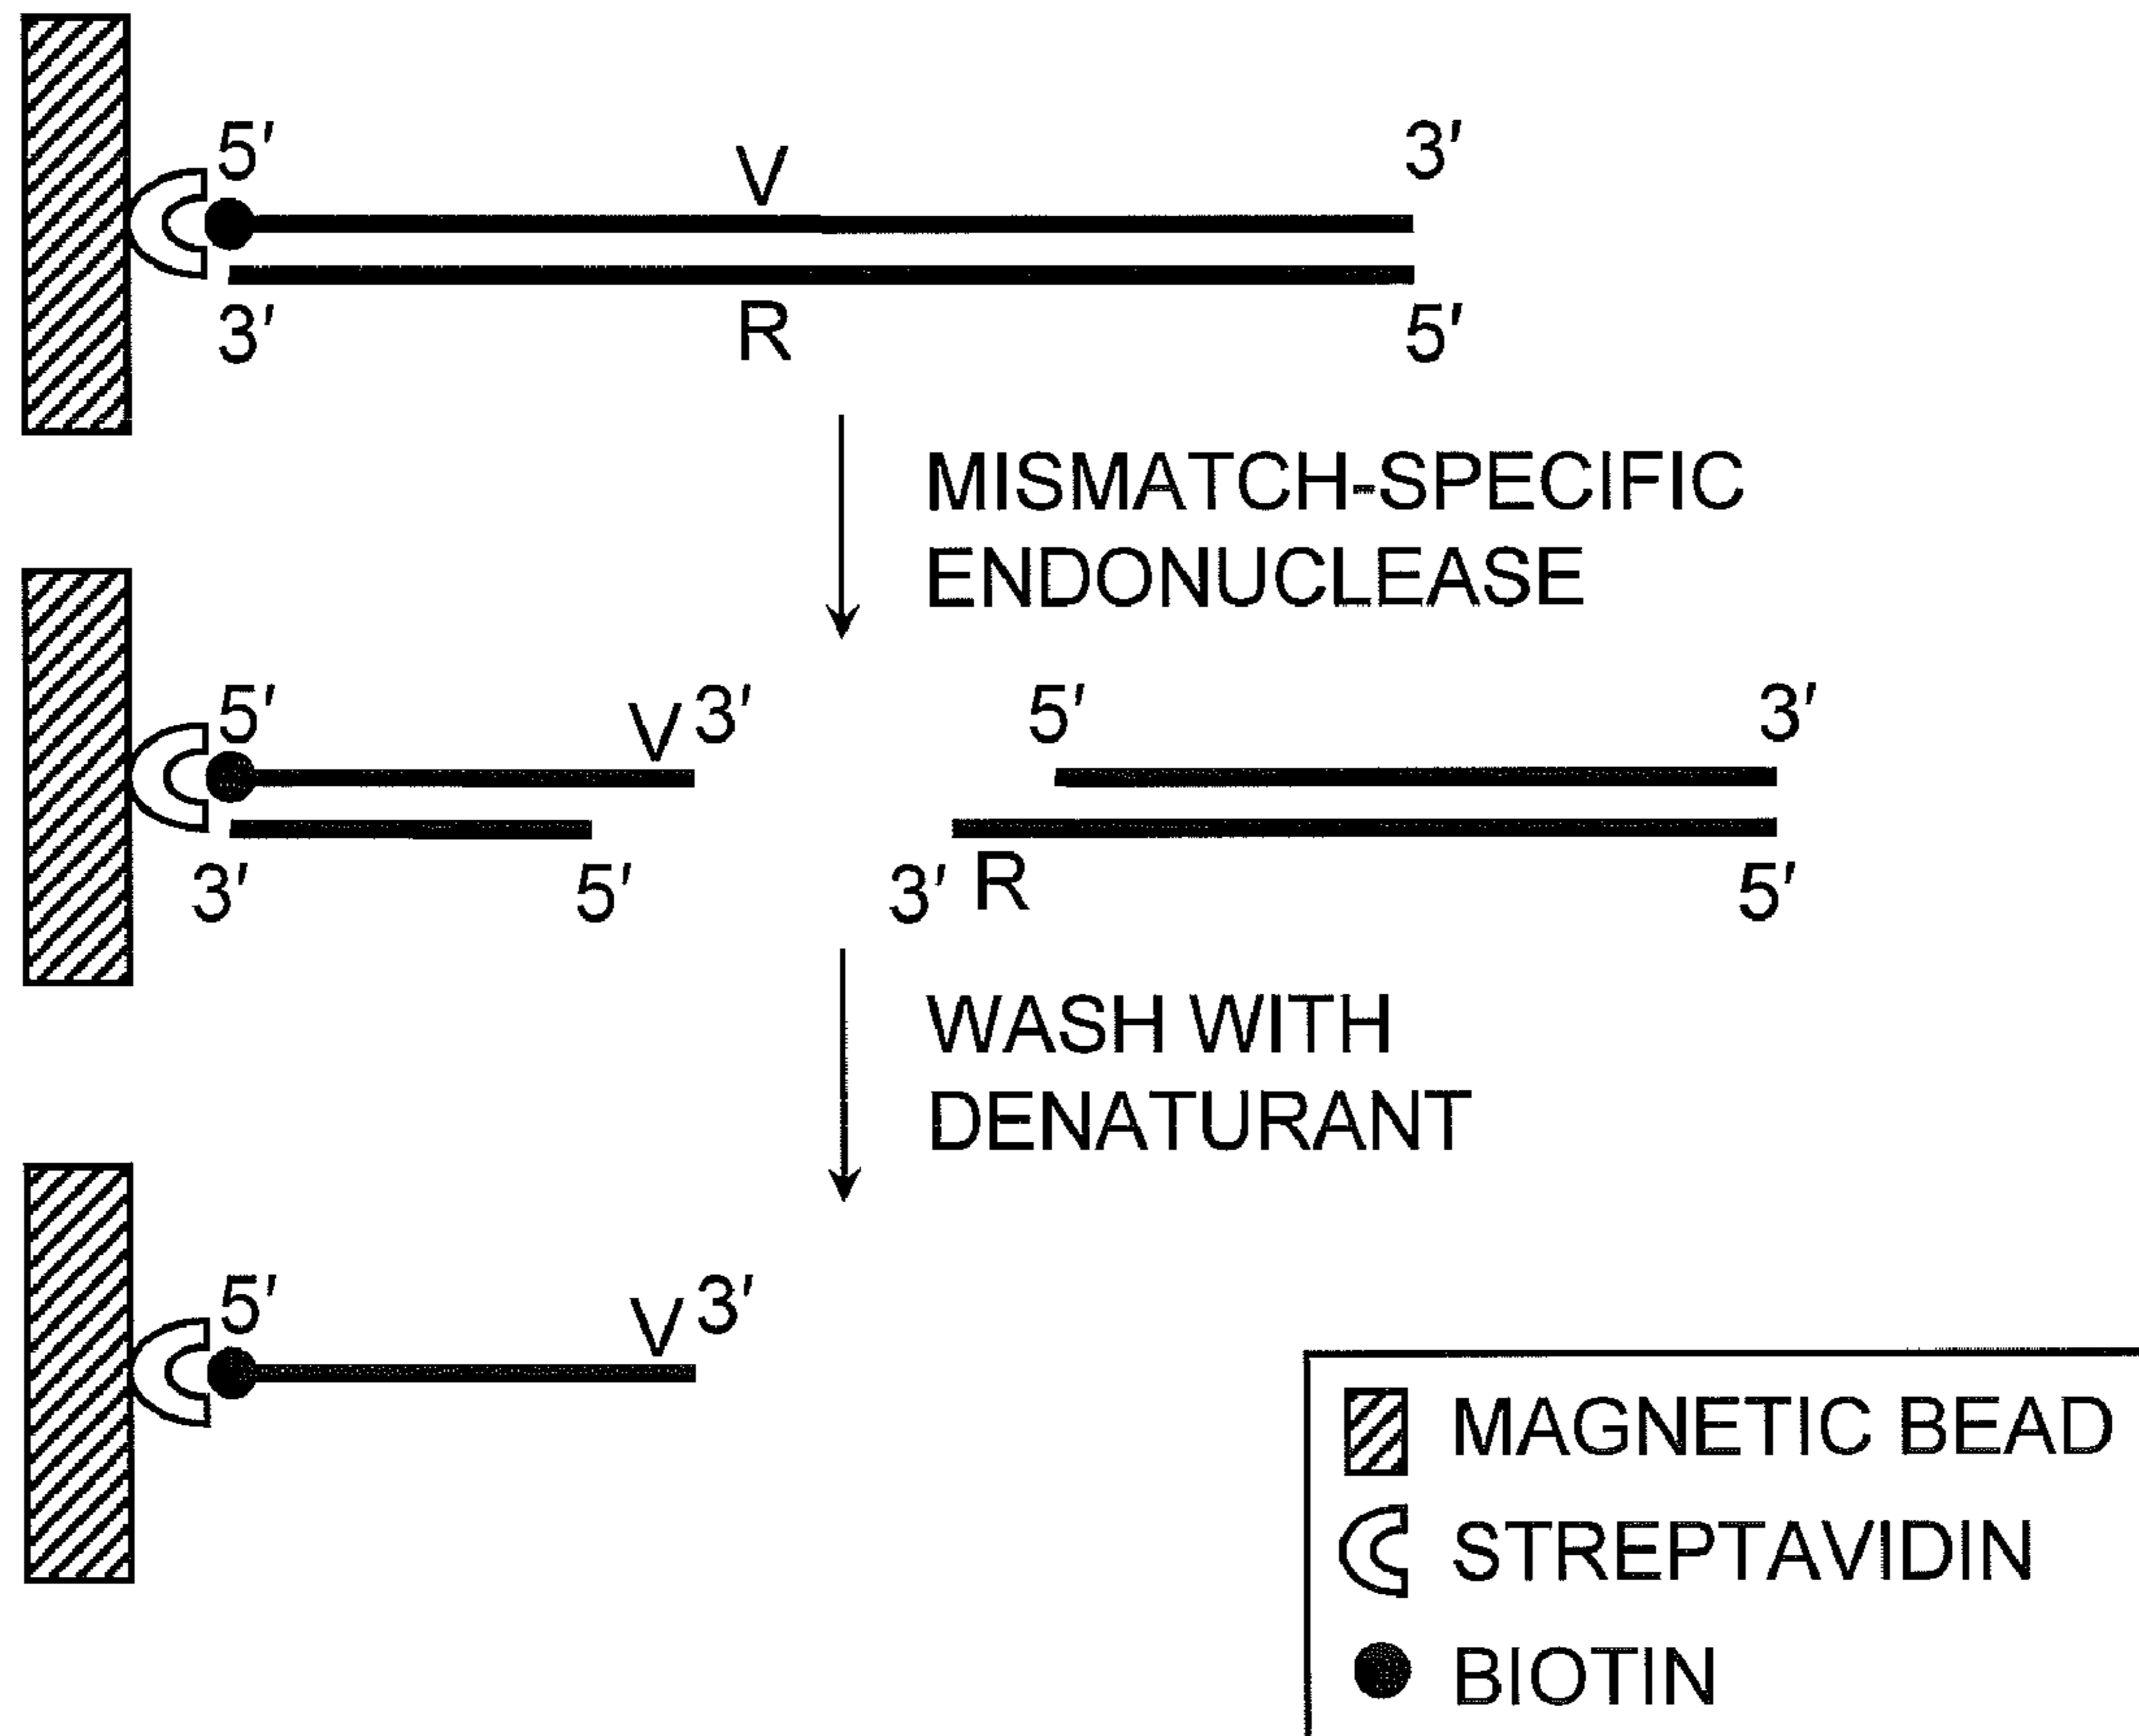 5' 3'
V
3' 5'
R
MISMATCH-SPECIFIC
ENDONUCLEASE
5' V 3' 5' 3'
3' 5' 3' R 5'
WASH WITH
DENATURANT
5' V 3'
MAGNETIC BEAD
STREPTAVIDIN
BIOTIN